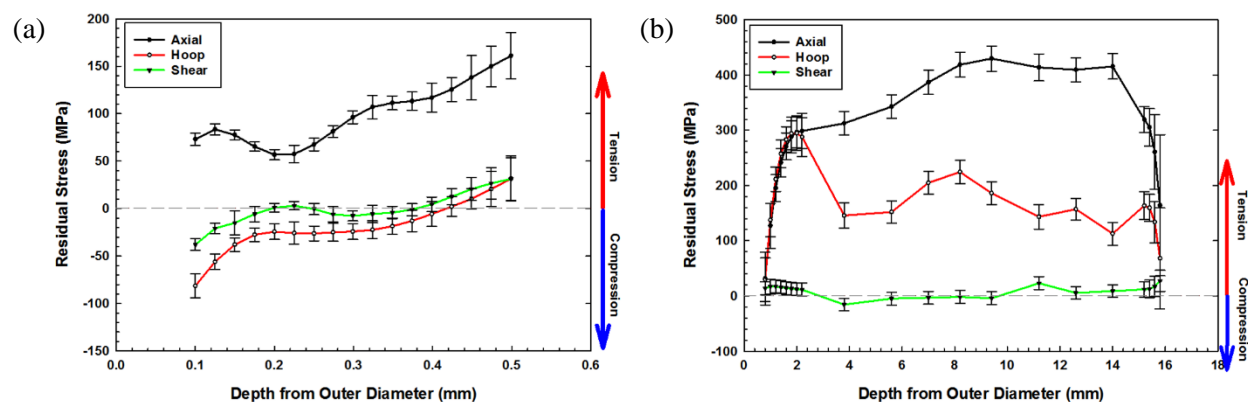 (a)
Residual Stress (MPa)
200
150
100
50
0
-50
-100
-150
Axial
Hoop
Shear
0.0
0.1
0.2
0.3
0.4
0.5
0.6
Depth from Outer Diameter (mm)
Tension
Compression
(b)
Residual Stress (MPa)
500
400
300
200
100
0
-100
Axial
Hoop
Shear
0
2
4
6
8
10
12
14
16
18
Depth from Outer Diameter (mm)
Tension
Compression